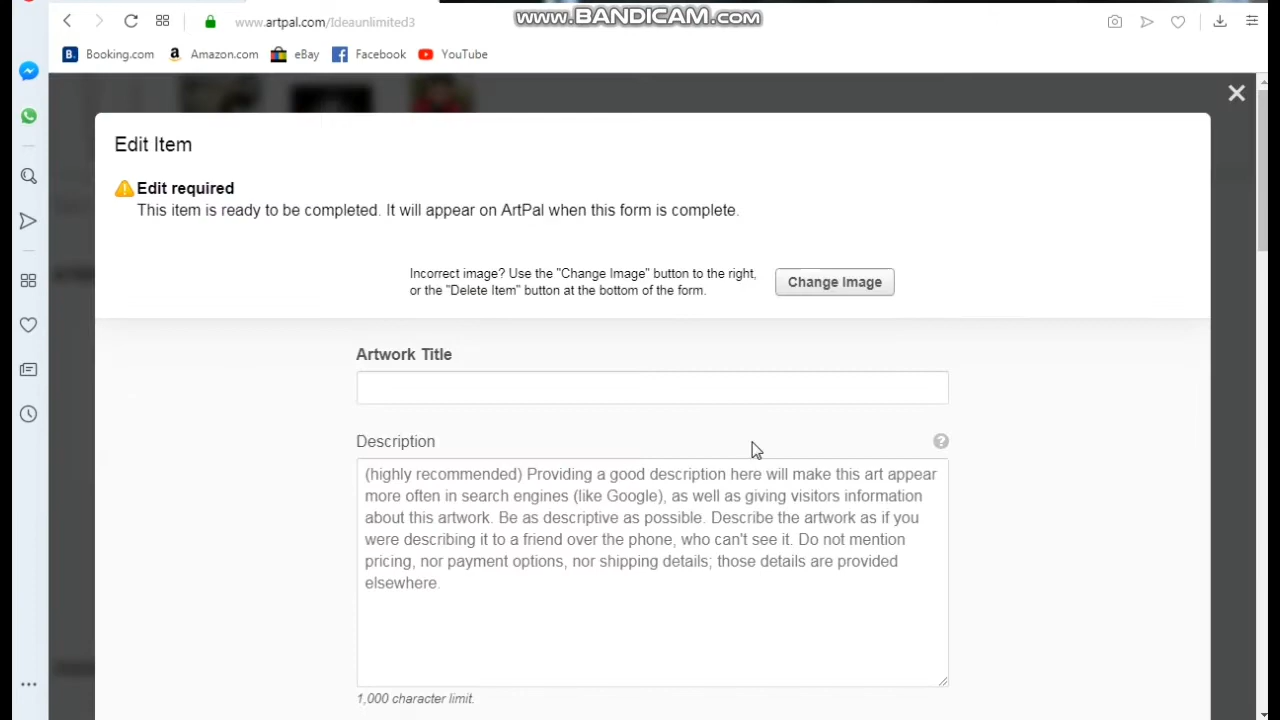 www.artpal.com/Ideaunlimited3
www.BANDICAM.com
B. Booking.com a Amazon.com eBay Facebook YouTube
Edit Item
Edit required
This item is ready to be completed. It will appear on ArtPal when this form is complete.
Incorrect image? Use the "Change Image" button to the right,
or the "Delete Item" button at the bottom of the form.
Change Image
Artwork Title
Description
(highly recommended) Providing a good description here will make this art appear
more often in search engines (like Google), as well as giving visitors information
about this artwork. Be as descriptive as possible. Describe the artwork as if you
were describing it to a friend over the phone, who can't see it. Do not mention
pricing, nor payment options, nor shipping details; those details are provided
elsewhere.
1,000 character limit.